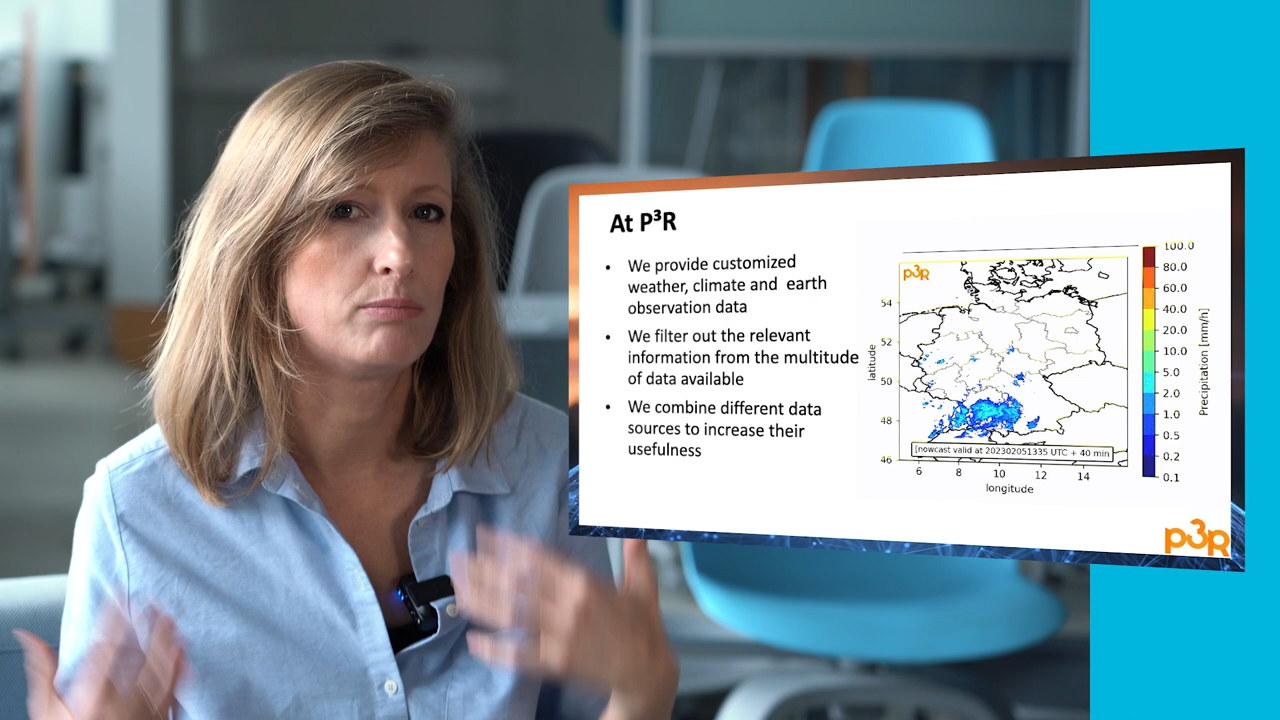 At P³R
• We provide customized
weather, climate and earth
observation data
• We filter out the relevant
information from the multitude
of data available
• We combine different data
sources to increase their
usefulness
p3R
54
52
50
48
46
latitude
6 8 10 12 14
longitude
[nowcast valid at 202302051335 UTC + 40 min
100.0
80.0
60.0
40.0
20.0
10.0
5.0
2.0
1.0
0.5
0.2
0.1
Precipitation [mm/h]
p3R